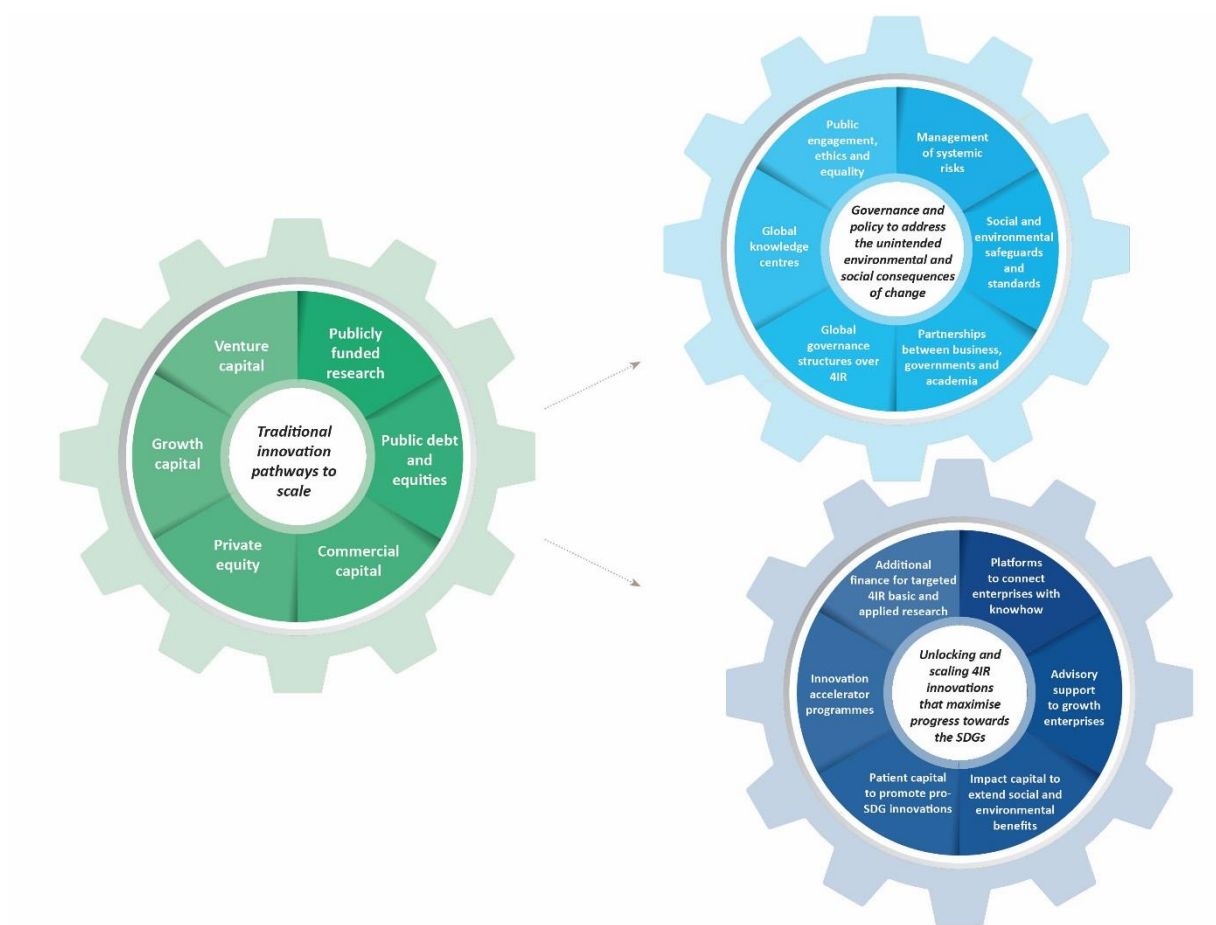 Venture
capital
Publicly
funded
research
Growth
capital
Traditional
innovation
pathways to
scale
Public debt
and
equities
Private
equity
Commercial
capital
Public
engagement,
ethics and
equality
Management
of systemic
risks
Global
knowledge
centres
Governance and
policy to address
the unintended
environmental and
social consequences
of change
Social and
environmental
safeguards
and
standards
Global
governance
structures over
4IR
Partnerships
between business,
governments and
academia
Additional
finance for targeted
4IR basic and
applied research
Platforms
to connect
enterprises with
knowhow
Innovation
accelerator
programmes
Unlocking and
scaling 4IR
innovations
that maximise
progress towards
the SDGs
Advisory
support
to growth
enterprises
Patient capital
to promote pro-
SDG innovations
Impact capital to
extend social and
environmental
benefits